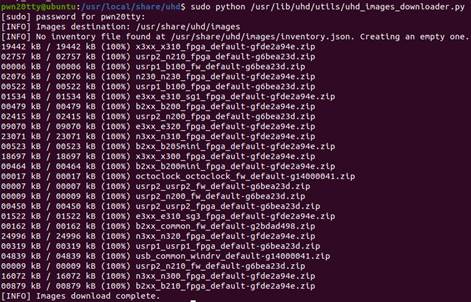 pwn20tty@ubuntu:/usr/local/share/uhd$ sudo python /usr/lib/uhd/utils/uhd_images_downloader.py
[sudo] password for pwn20tty:
[INFO] Images destination: /usr/share/uhd/images
[INFO] No inventory file found at /usr/share/uhd/images/inventory.json. Creating an empty one.
19442 kB / 19442 kB (100%) x3xx_x310_fpga_default-gfde2a94e.zip
02757 kB / 02757 kB (100%) usrp2_n210_fpga_default-g6bea23d.zip
00006 kB / 00006 kB (100%) usrp1_b100_fw_default-g6bea23d.zip
02076 kB / 02076 kB (100%) n230_n230_fpga_default-gfde2a94e.zip
00522 kB / 00522 kB (100%) usrp1_b100_fpga_default-g6bea23d.zip
01534 kB / 01534 kB (100%) e3xx_e310_sg1_fpga_default-gfde2a94e.zip
00479 kB / 00479 kB (100%) b2xx_b200_fpga_default-gfde2a94e.zip
02415 kB / 02415 kB (100%) usrp2_n200_fpga_default-g6bea23d.zip
09070 kB / 09070 kB (100%) e3xx_e320_fpga_default-gfde2a94e.zip
23071 kB / 23071 kB (100%) n3xx_n310_fpga_default-gfde2a94e.zip
00523 kB / 00523 kB (100%) b2xx_b205mini_fpga_default-gfde2a94e.zip
18697 kB / 18697 kB (100%) x3xx_x300_fpga_default-gfde2a94e.zip
00464 kB / 00464 kB (100%) b2xx_b200mini_fpga_default-gfde2a94e.zip
00017 kB / 00017 kB (100%) octoclock_octoclock_fw_default-g14000041.zip
00007 kB / 00007 kB (100%) usrp2_usrp2_fw_default-g6bea23d.zip
00009 kB / 00009 kB (100%) usrp2_n200_fw_default-g6bea23d.zip
00450 kB / 00450 kB (100%) usrp2_usrp2_fpga_default-g6bea23d.zip
01522 kB / 01522 kB (100%) e3xx_e310_sg3_fpga_default-gfde2a94e.zip
00162 kB / 00162 kB (100%) b2xx_common_fw_default-g2bdad498.zip
24996 kB / 24996 kB (100%) n3xx_n320_fpga_default-gfde2a94e.zip
00319 kB / 00319 kB (100%) usrp1_usrp1_fpga_default-g6bea23d.zip
04839 kB / 04839 kB (100%) usb_common_windrv_default-g14000041.zip
00009 kB / 00009 kB (100%) usrp2_n210_fw_default-g6bea23d.zip
16072 kB / 16072 kB (100%) n3xx_n300_fpga_default-gfde2a94e.zip
00879 kB / 00879 kB (100%) b2xx_b210_fpga_default-gfde2a94e.zip
[INFO] Images download complete.